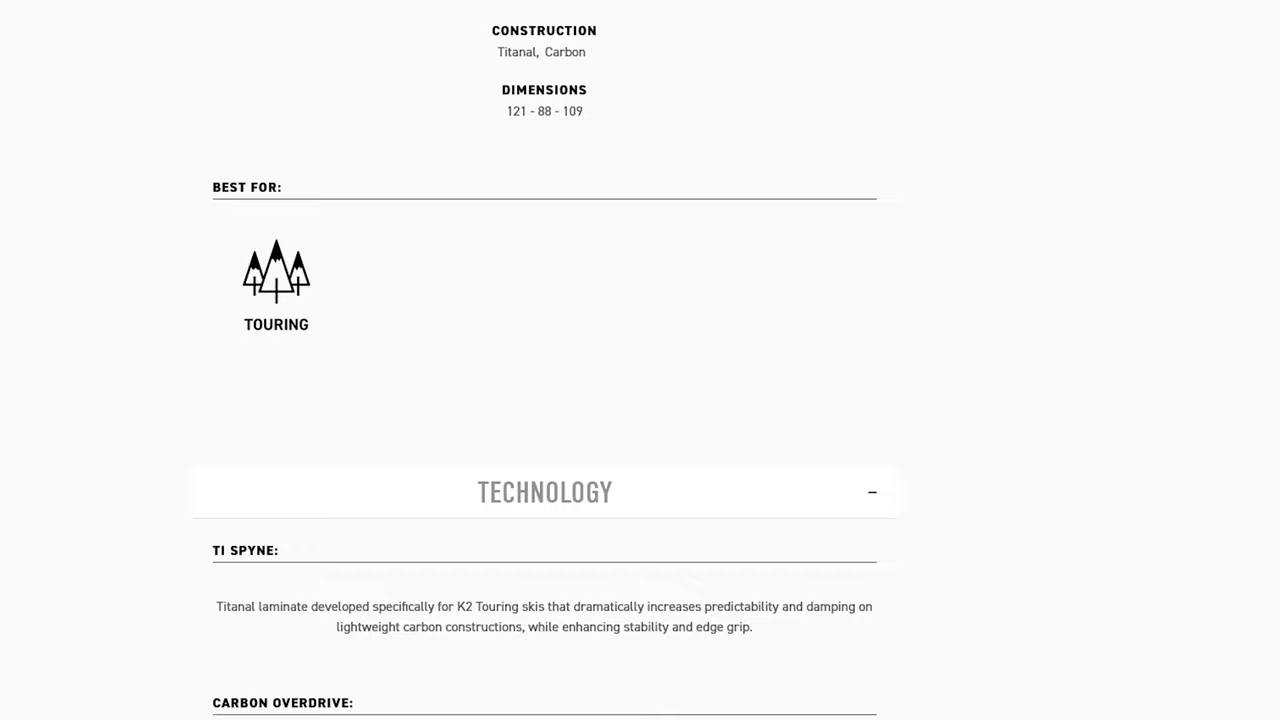 CONSTRUCTION
Titanal, Carbon
DIMENSIONS
121 - 88 - 109
BEST FOR:
TOURING
TECHNOLOGY
–
TI SPYNE:
Titanal laminate developed specifically for K2 Touring skis that dramatically increases predictability and damping on
lightweight carbon constructions, while enhancing stability and edge grip.
CARBON OVERDRIVE: